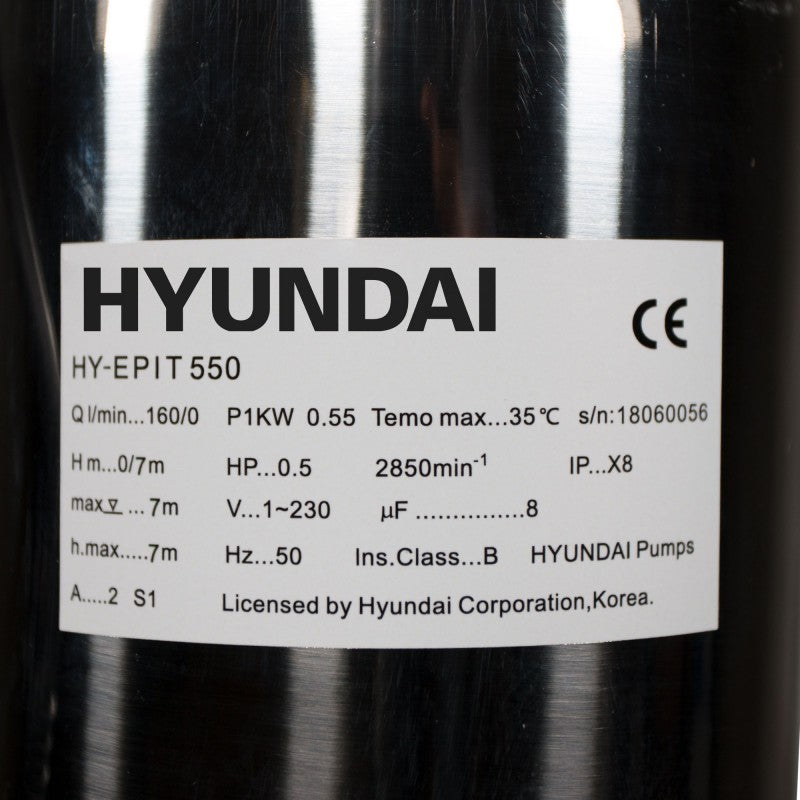 HYUNDAI
CE
HY-EPIT 550
Q l/min...160/0 P1KW 0.55 Temo max...35℃ s/n:18060056
H m...0/7m HP...0.5 2850min⁻¹ IP...X8
max ⍒ ... 7m V...1~230 µF ...............8
h.max.....7m Hz...50 Ins.Class...B HYUNDAI Pumps
A.....2 S1 Licensed by Hyundai Corporation,Korea.